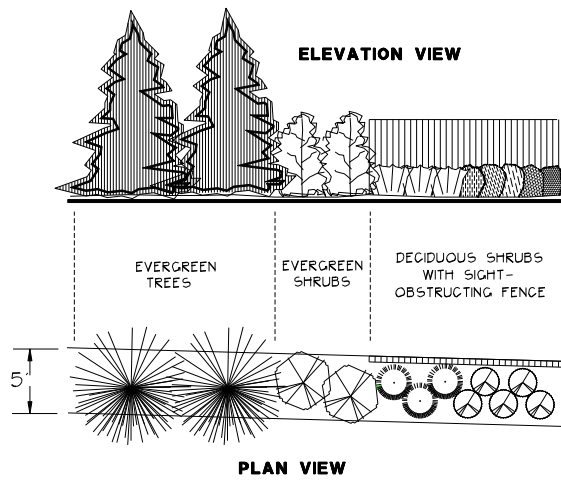 ELEVATION VIEW
EVERGREEN
TREES
EVERGREEN
SHRUBS
DECIDUOUS SHRUBS
WITH SIGHT-
OBSTRUCTING FENCE
5'
PLAN VIEW